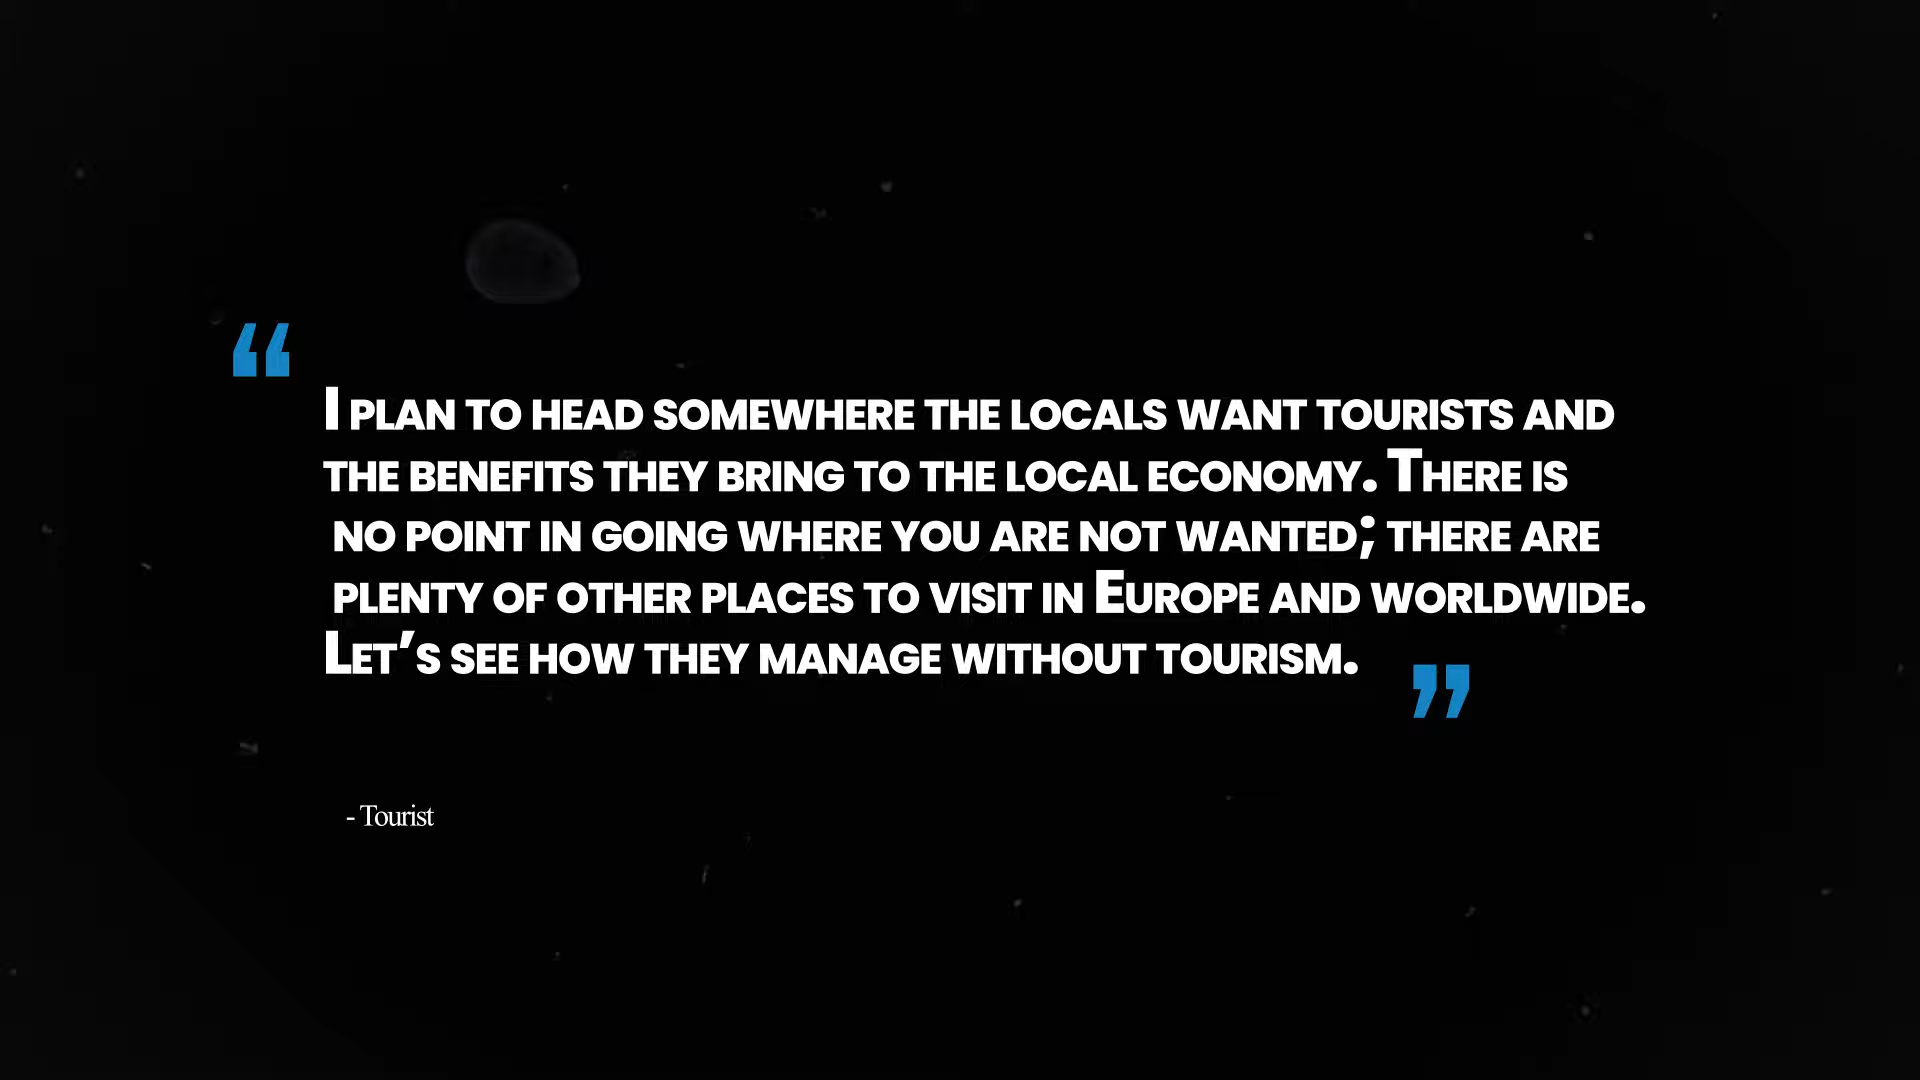 “
I PLAN TO HEAD SOMEWHERE THE LOCALS WANT TOURISTS AND
THE BENEFITS THEY BRING TO THE LOCAL ECONOMY. THERE IS
NO POINT IN GOING WHERE YOU ARE NOT WANTED; THERE ARE
PLENTY OF OTHER PLACES TO VISIT IN EUROPE AND WORLDWIDE.
LET’S SEE HOW THEY MANAGE WITHOUT TOURISM.
”
- Tourist